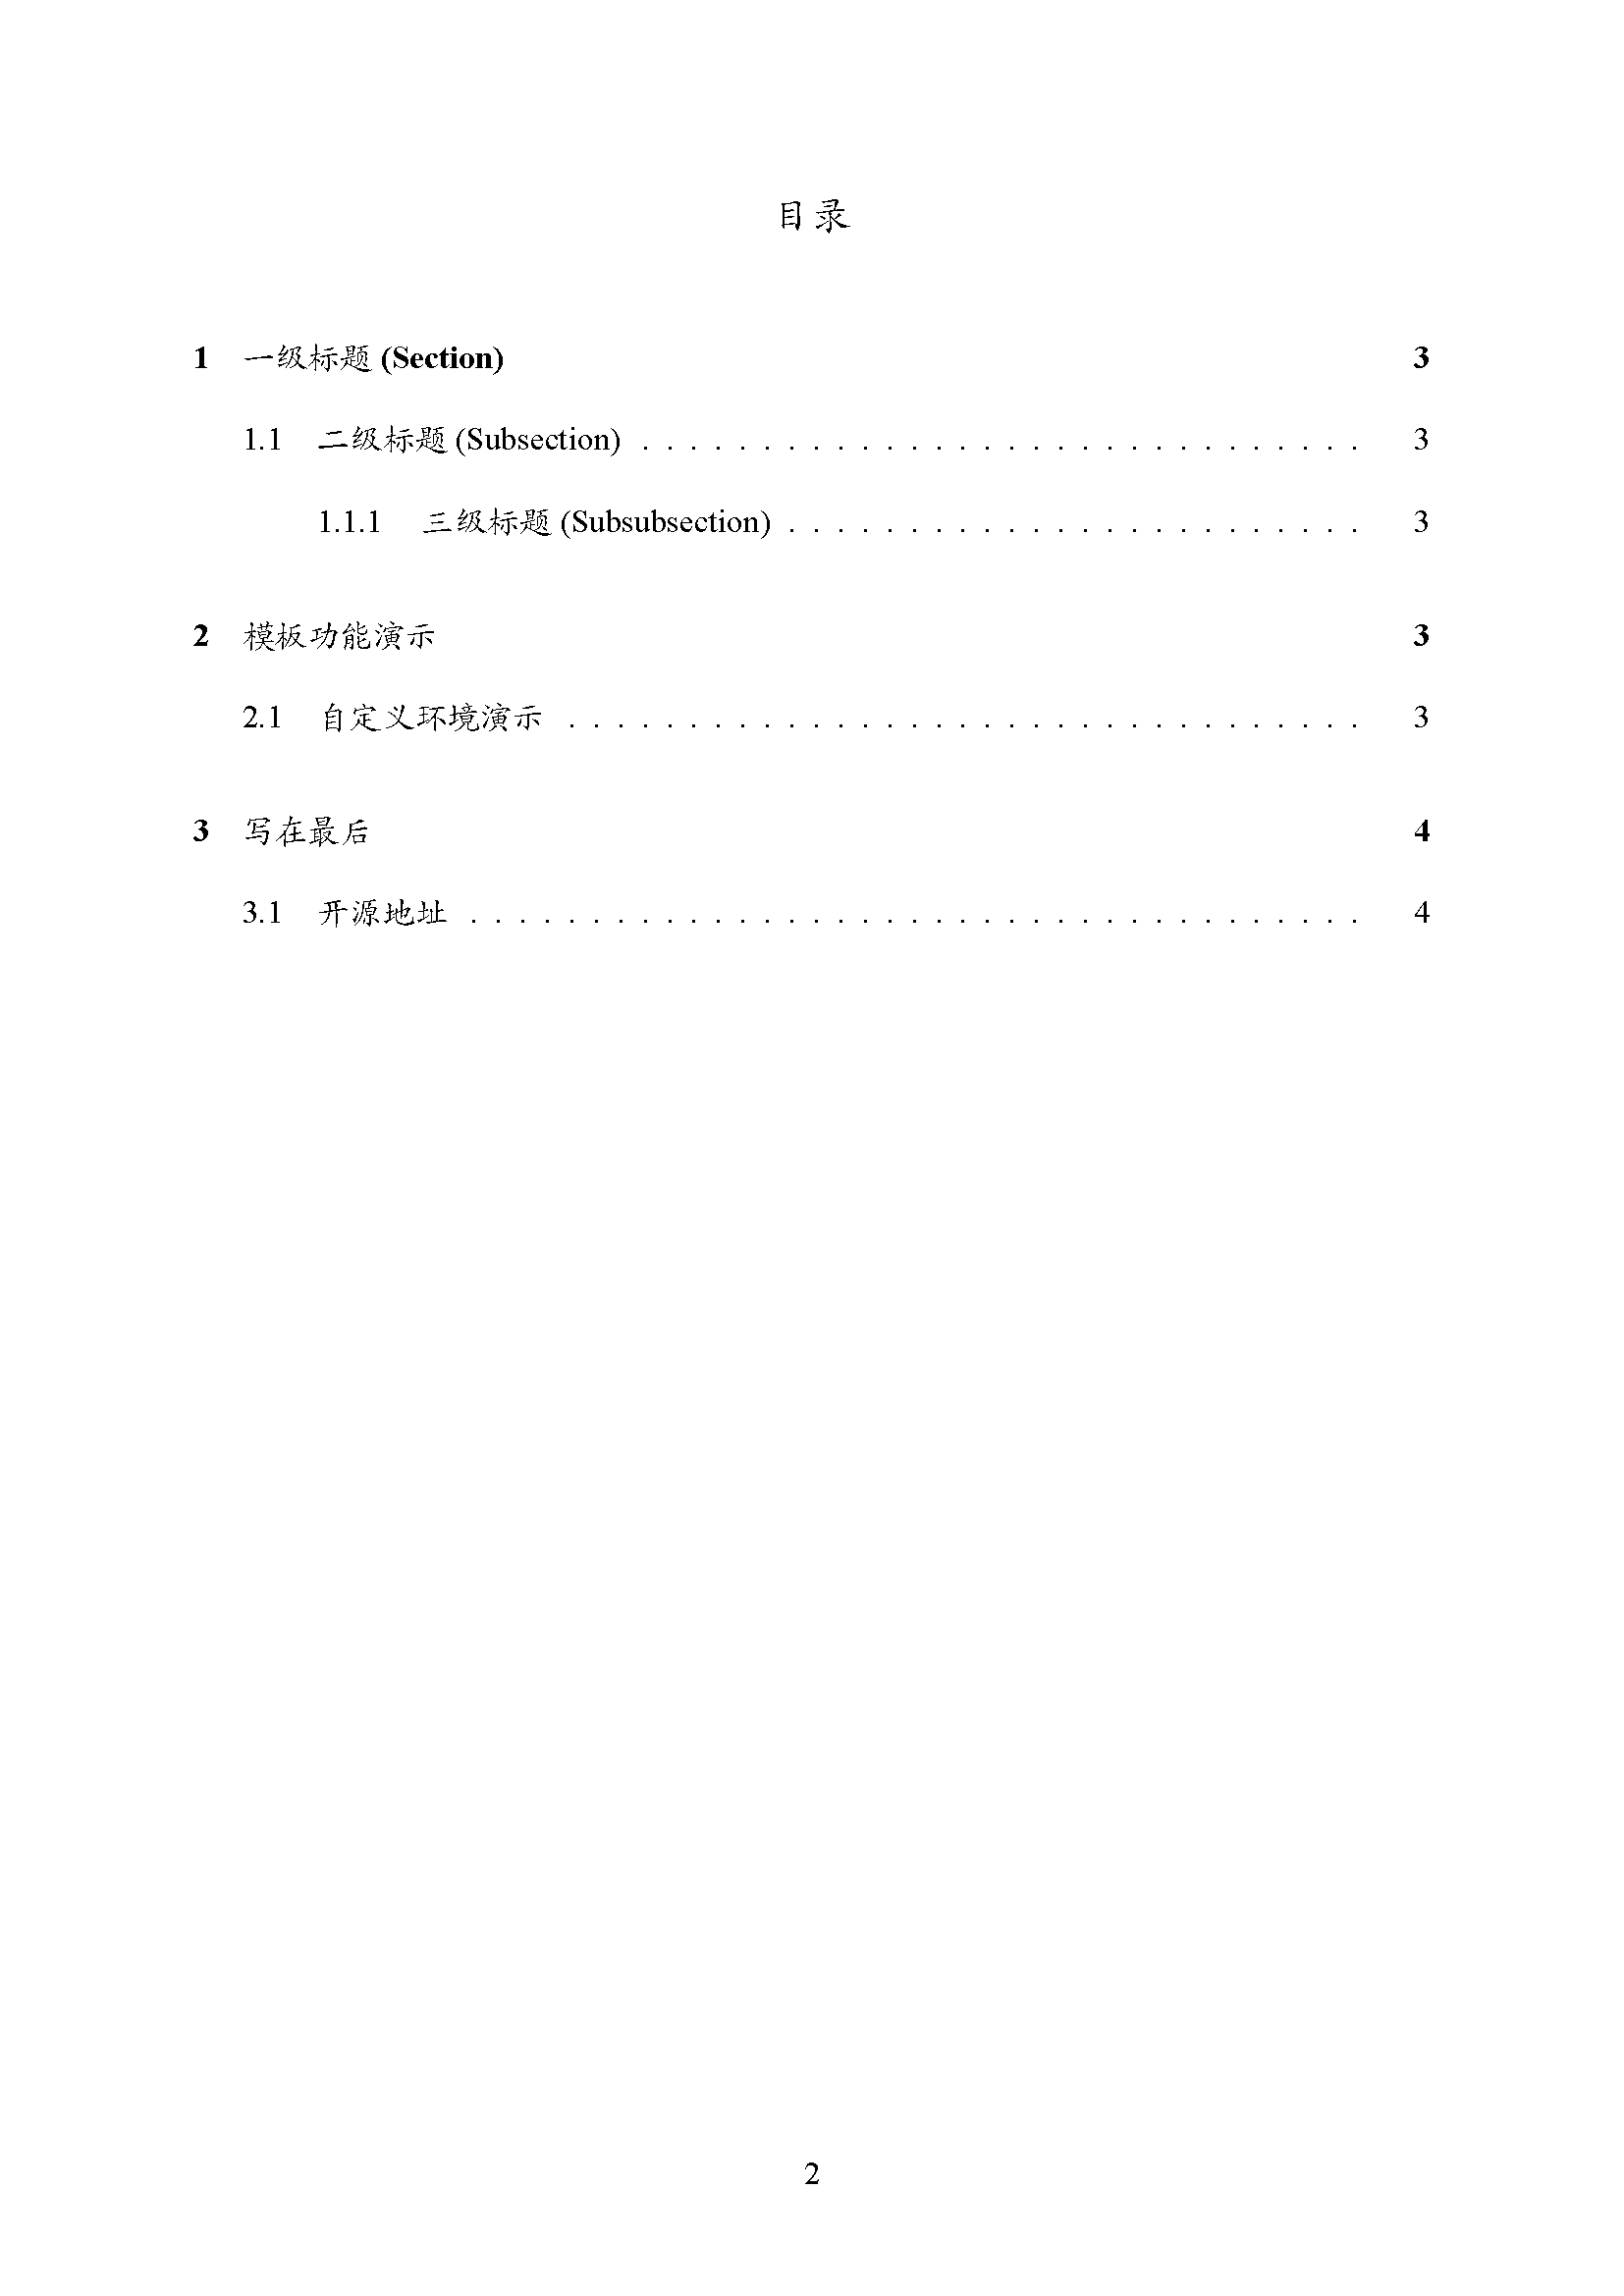 目录
1 一级标题 (Section) 3
1.1 二级标题 (Subsection) . . . . . . . . . . . . . . . . . . . . . . . . . . . . . . 3
1.1.1 三级标题 (Subsubsection) . . . . . . . . . . . . . . . . . . . . . . . . 3
2 模板功能演示 3
2.1 自定义环境演示 . . . . . . . . . . . . . . . . . . . . . . . . . . . . . . . . . 3
3 写在最后 4
3.1 开源地址 . . . . . . . . . . . . . . . . . . . . . . . . . . . . . . . . . . . . . 4
2